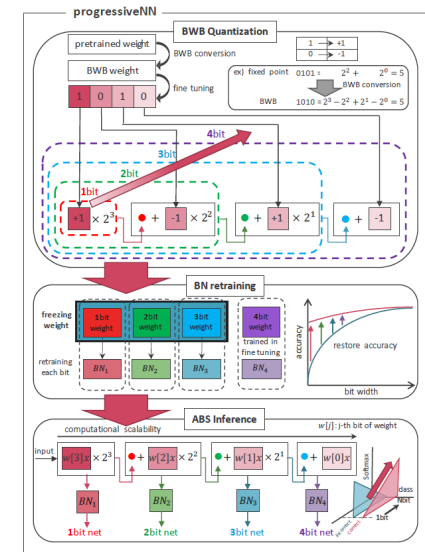 progressiveNN
BWB Quantization
pretrained weight
BWB conversion
BWB weight
fine tuning
1 0 1 0
1 → +1
0 → -1
ex) fixed point 0101 = 2² + 2⁰ = 5
BWB conversion
BWB 1010 = 2³ − 2² + 2¹ − 2⁰ = 5
4bit
3bit
2bit
1bit
+1 × 2³ + -1 × 2² + +1 × 2¹ + -1
BN retraining
freezing weight
1bit weight
2bit weight
3bit weight
4bit weight
retraining each bit
trained in fine tuning
BN₁ BN₂ BN₃ BN₄
accuracy
restore accuracy
bit width
ABS Inference
computational scalability
w[j]: j-th bit of weight
input
w[3]x × 2³ + w[2]x × 2² + w[1]x × 2¹ + w[0]x
BN₁ BN₂ BN₃ BN₄
1bit net 2bit net 3bit net 4bit net
Softmax
class
1bit
correct